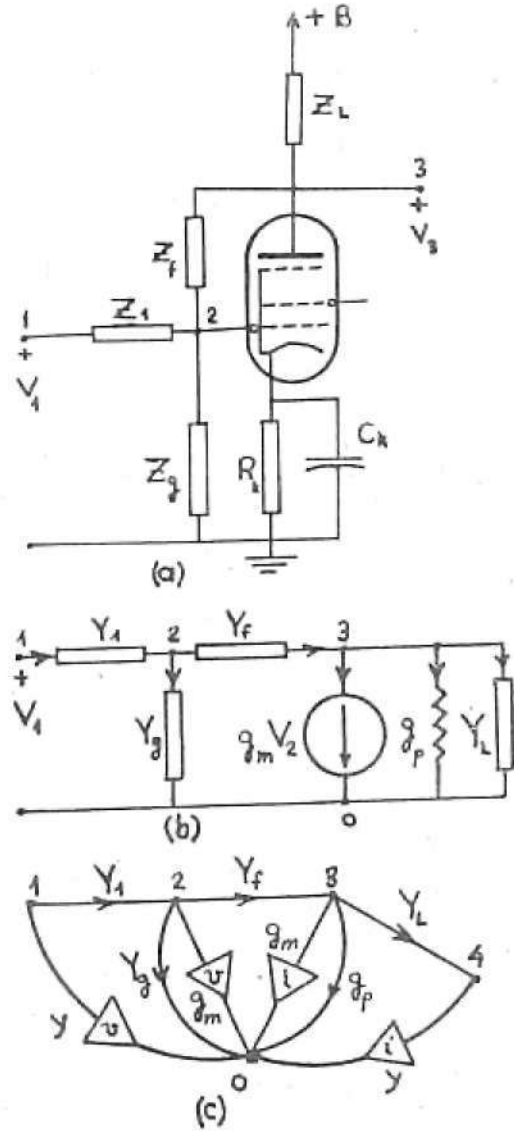 + B
Z_L
3
+
V_3
Z_f
1
Z_1
2
+
V_1
Z_g
R_k
C_k
(a)
1
Y_1
2
Y_f
3
+
V_1
Y_g
g_m V_2
g_p
Y_L
0
(b)
1
Y_1
2
Y_f
3
Y_L
4
Y_g
v
g_m
g_m
i
g_p
y
v
i
y
0
(c)